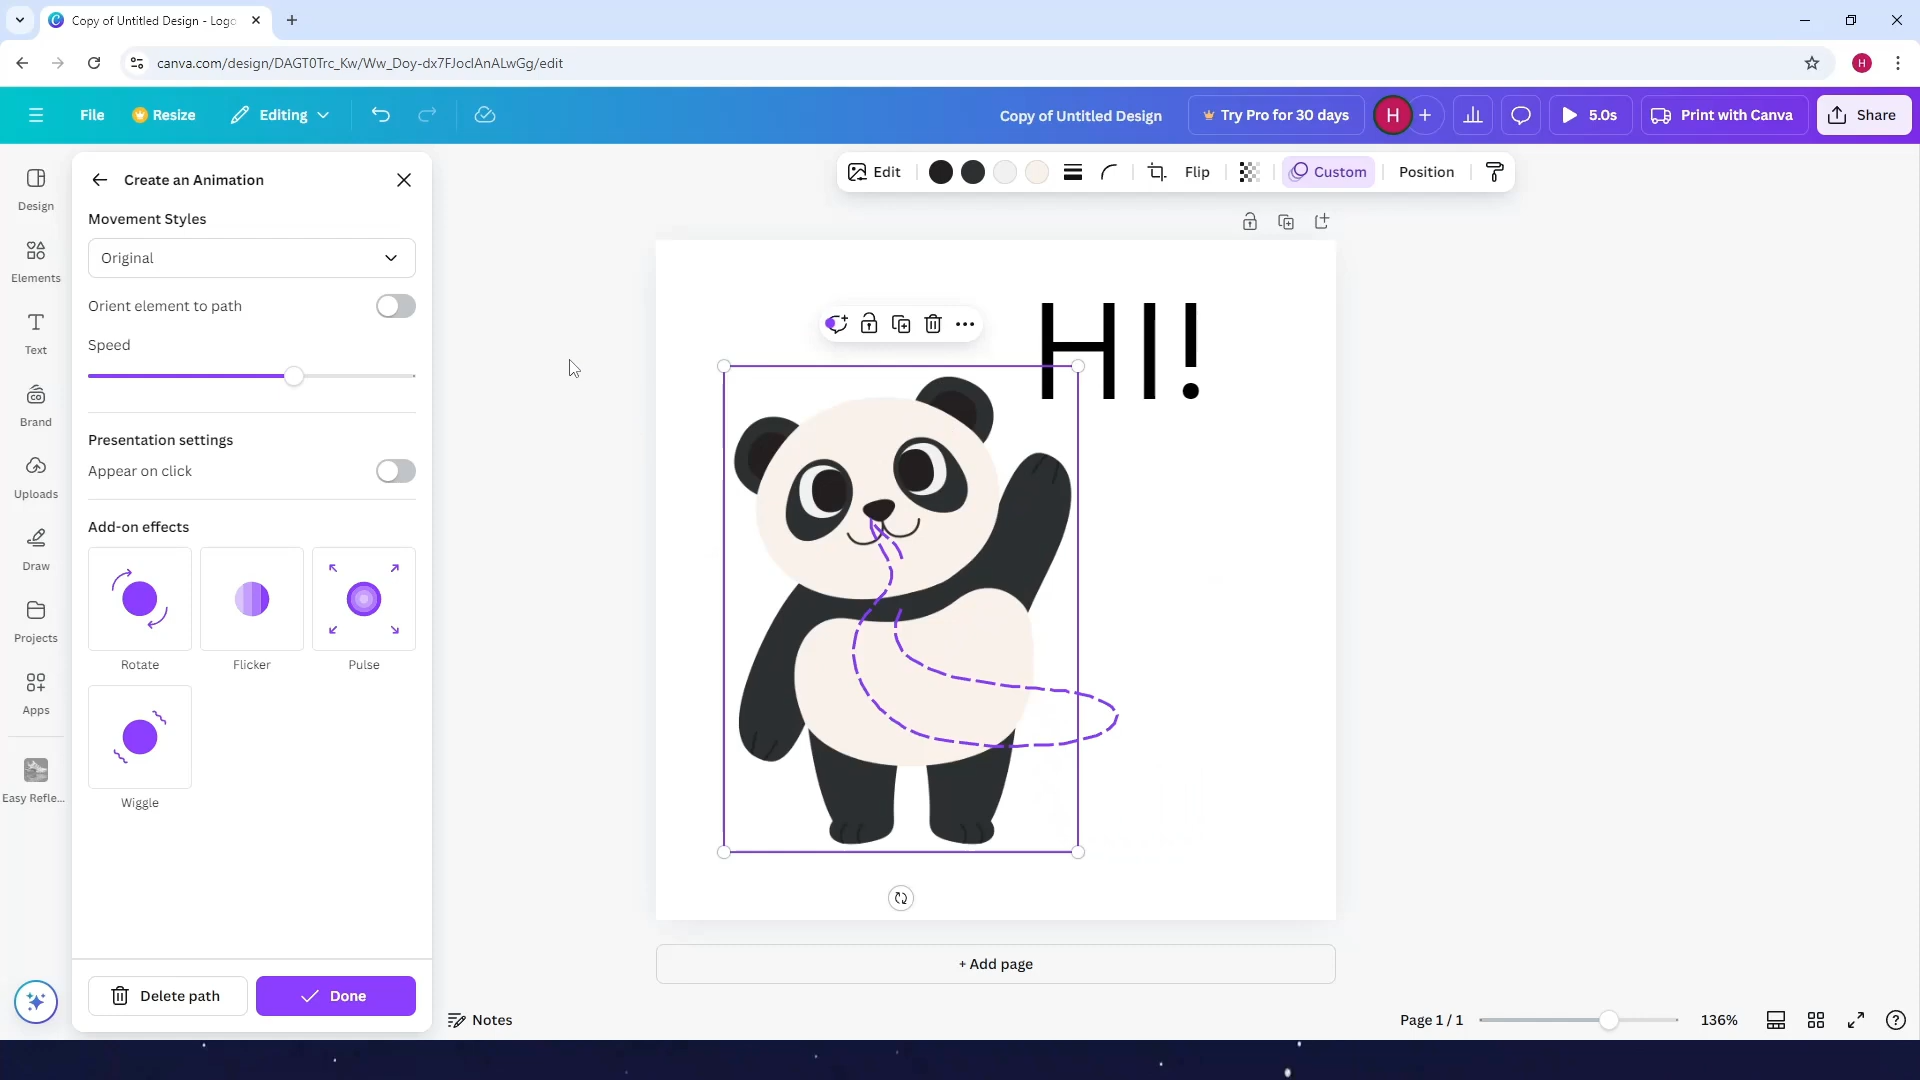 Copy of Untitled Design - Logo
canva.com/design/DAGT0Trc_Kw/Ww_Doy-dx7FJocIAnALwGg/edit
H
File
Resize
Editing
Copy of Untitled Design
Try Pro for 30 days
H
5.0s
Print with Canva
Share
Design
Elements
Text
Brand
Uploads
Draw
Projects
Apps
Easy Refle...
Create an Animation
Movement Styles
Original
Orient element to path
Speed
Presentation settings
Appear on click
Add-on effects
Rotate
Flicker
Pulse
Wiggle
Delete path
Done
Edit
Flip
Custom
Position
HI!
+ Add page
Notes
Page 1 / 1
136%